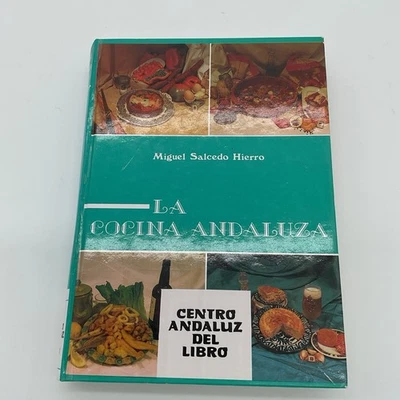 Miguel Salcedo Hierro
LA
COCINA ANDALUZA
CENTRO
ANDALUZ
DEL
LIBRO